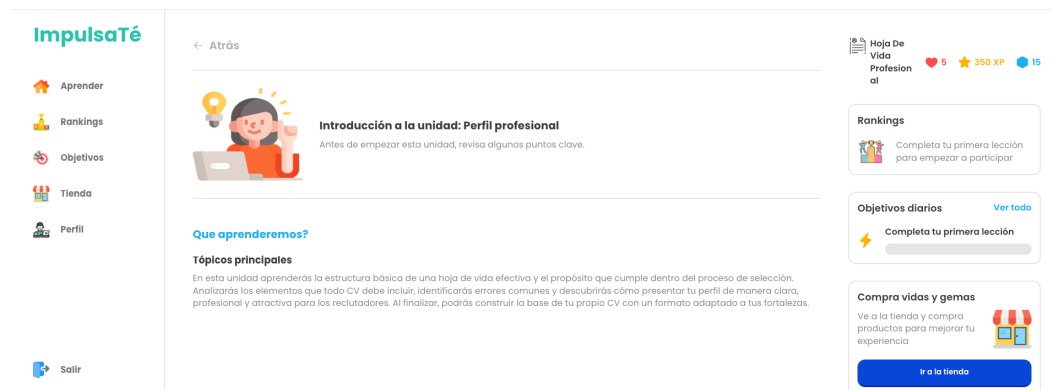 ImpulsaTé
Aprender
Rankings
Objetivos
Tienda
Perfil
Salir
← Atrás
Introducción a la unidad: Perfil profesional
Antes de empezar esta unidad, revisa algunos puntos clave.
Que aprenderemos?
Tópicos principales
En esta unidad aprenderás la estructura básica de una hoja de vida efectiva y el propósito que cumple dentro del proceso de selección.
Analizarás los elementos que todo CV debe incluir, identificarás errores comunes y descubrirás cómo presentar tu perfil de manera clara,
profesional y atractiva para los reclutadores. Al finalizar, podrás construir la base de tu propio CV con un formato adaptado a tus fortalezas.
Hoja De
Vida
Profesion
al
5
350 XP
15
Rankings
Completa tu primera lección
para empezar a participar
Objetivos diarios
Ver todo
Completa tu primera lección
Compra vidas y gemas
Ve a la tienda y compra
productos para mejorar tu
experiencia
Ir a la tienda